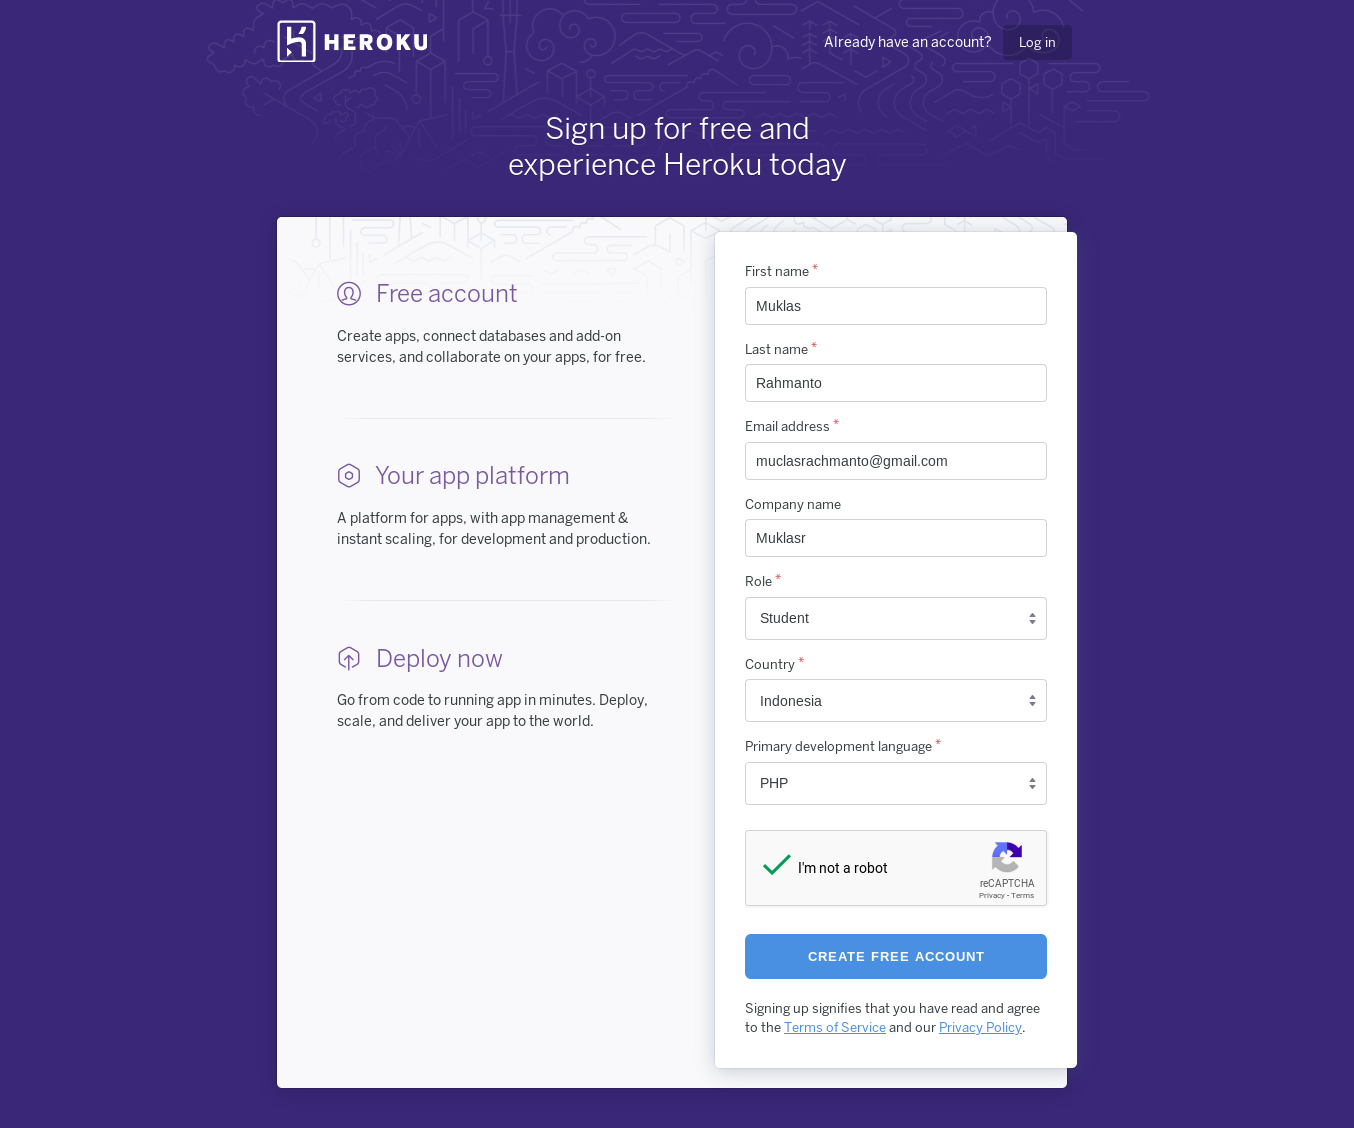 HEROKU
Already have an account?
Log in
Sign up for free and
experience Heroku today
Free account
Create apps, connect databases and add-on
services, and collaborate on your apps, for free.
Your app platform
A platform for apps, with app management &
instant scaling, for development and production.
Deploy now
Go from code to running app in minutes. Deploy,
scale, and deliver your app to the world.
First name *
Muklas
Last name *
Rahmanto
Email address *
muclasrachmanto@gmail.com
Company name
Muklasr
Role *
Student
Country *
Indonesia
Primary development language *
PHP
I'm not a robot
reCAPTCHA
Privacy - Terms
CREATE FREE ACCOUNT
Signing up signifies that you have read and agree
to the Terms of Service and our Privacy Policy.